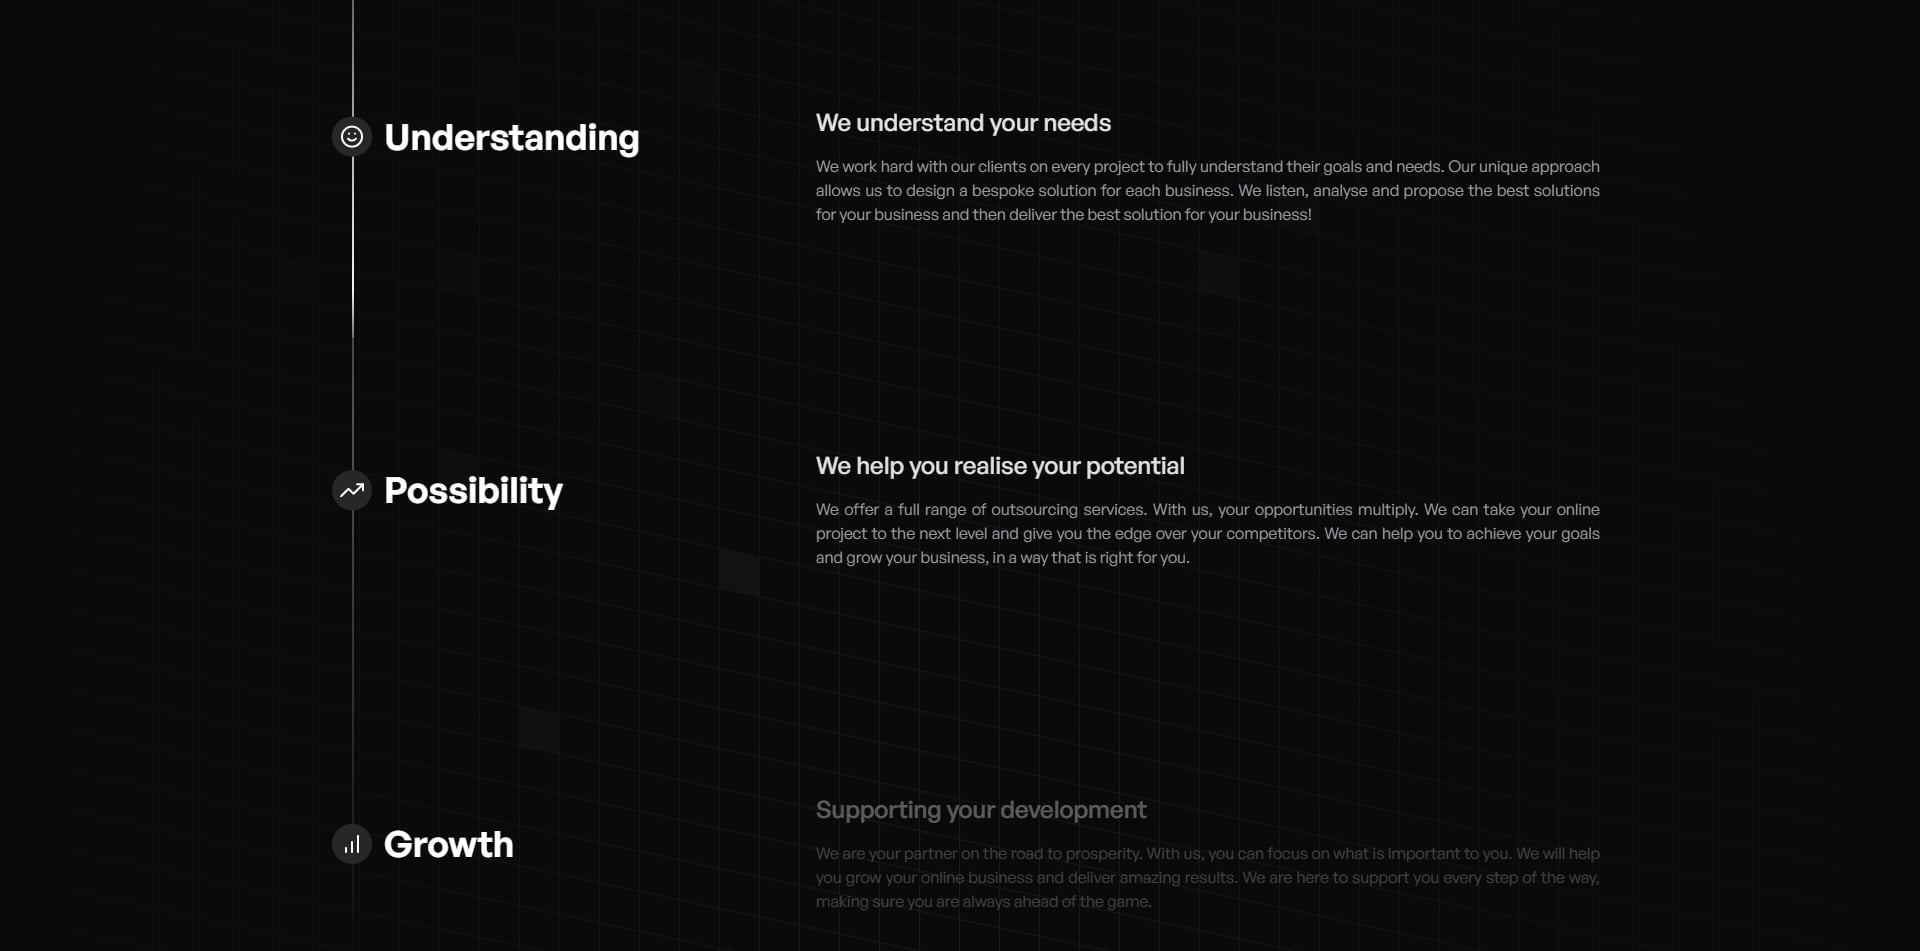 Understanding
We understand your needs
We work hard with our clients on every project to fully understand their goals and needs. Our unique approach
allows us to design a bespoke solution for each business. We listen, analyse and propose the best solutions
for your business and then deliver the best solution for your business!
Possibility
We help you realise your potential
We offer a full range of outsourcing services. With us, your opportunities multiply. We can take your online
project to the next level and give you the edge over your competitors. We can help you to achieve your goals
and grow your business, in a way that is right for you.
Growth
Supporting your development
We are your partner on the road to prosperity. With us, you can focus on what is important to you. We will help
you grow your online business and deliver amazing results. We are here to support you every step of the way,
making sure you are always ahead of the game.